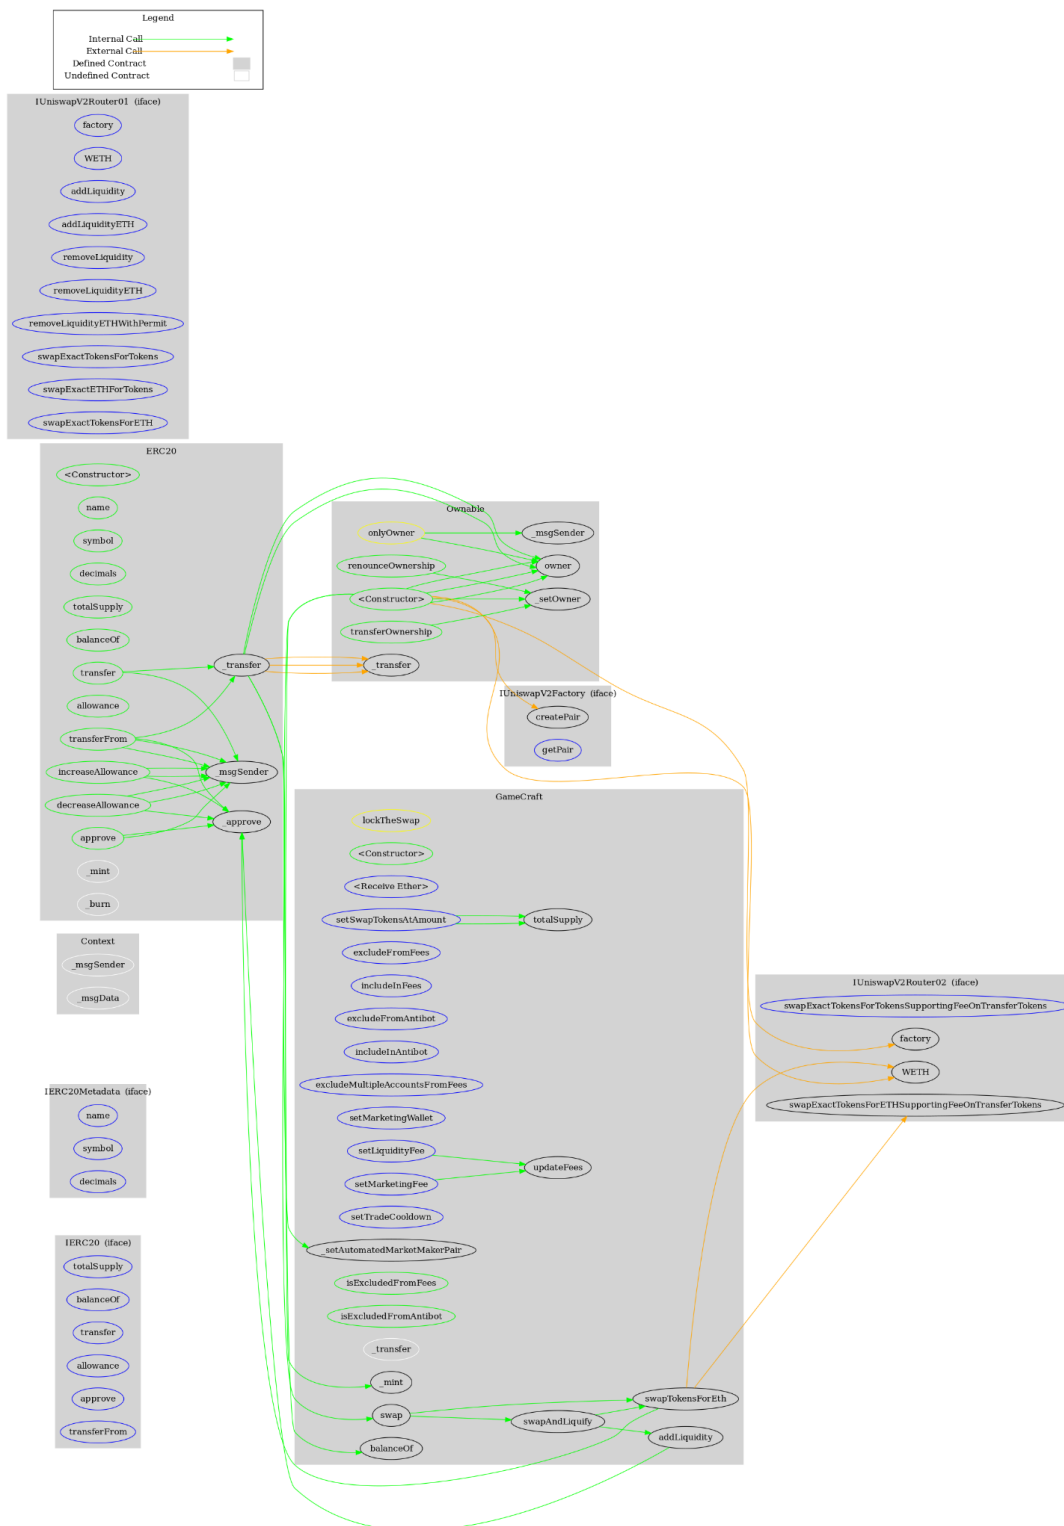 Legend
Internal Call
External Call
Defined Contract
Undefined Contract
IUniswapV2Router01 (iface)
factory
WETH
addLiquidity
addLiquidityETH
removeLiquidity
removeLiquidityETH
removeLiquidityETHWithPermit
swapExactTokensForTokens
swapExactETHForTokens
swapExactTokensForETH
ERC20
<Constructor>
name
symbol
decimals
totalSupply
balanceOf
transfer
allowance
transferFrom
increaseAllowance
decreaseAllowance
approve
_mint
_burn
_transfer
_msgSender
_approve
Ownable
onlyOwner
renounceOwnership
<Constructor>
transferOwnership
_transfer
_msgSender
owner
_setOwner
IUniswapV2Factory (iface)
createPair
getPair
GameCraft
lockTheSwap
<Constructor>
<Receive Ether>
setSwapTokensAtAmount
totalSupply
excludeFromFees
includeInFees
excludeFromAntibot
includeInAntibot
excludeMultipleAccountsFromFees
setMarketingWallet
setLiquidityFee
updateFees
setMarketingFee
setTradeCooldown
_setAutomatedMarketMakerPair
isExcludedFromFees
isExcludedFromAntibot
_transfer
_mint
swap
balanceOf
swapAndLiquify
swapTokensForEth
addLiquidity
IUniswapV2Router02 (iface)
swapExactTokensForTokensSupportingFeeOnTransferTokens
factory
WETH
swapExactTokensForETHSupportingFeeOnTransferTokens
Context
_msgSender
_msgData
IERC20Metadata (iface)
name
symbol
decimals
IERC20 (iface)
totalSupply
balanceOf
transfer
allowance
approve
transferFrom